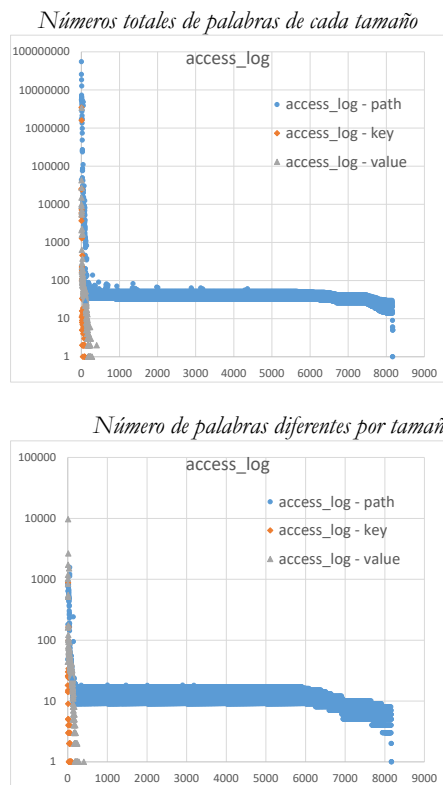 Números totales de palabras de cada tamaño
access_log
100000000
10000000
1000000
100000
10000
1000
100
10
1
access_log - path
access_log - key
access_log - value
0 1000 2000 3000 4000 5000 6000 7000 8000 9000
Número de palabras diferentes por tamañ
access_log
100000
10000
1000
100
10
1
access_log - path
access_log - key
access_log - value
0 1000 2000 3000 4000 5000 6000 7000 8000 9000